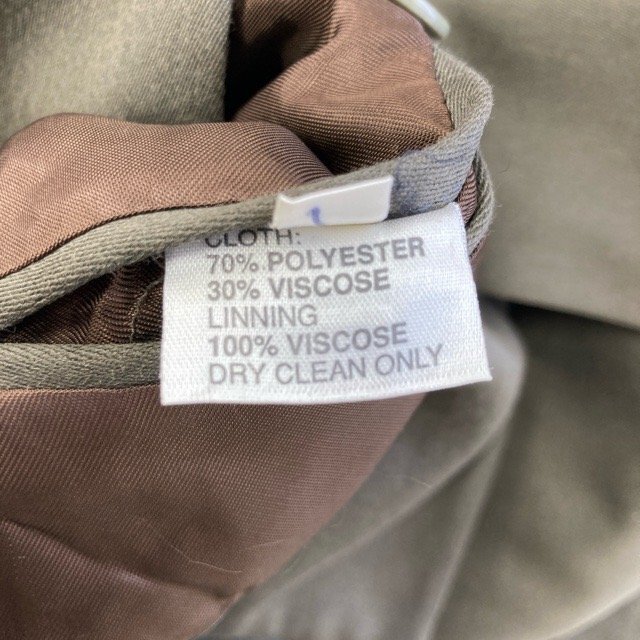 CLOTH:
70% POLYESTER
30% VISCOSE
LINNING
100% VISCOSE
DRY CLEAN ONLY